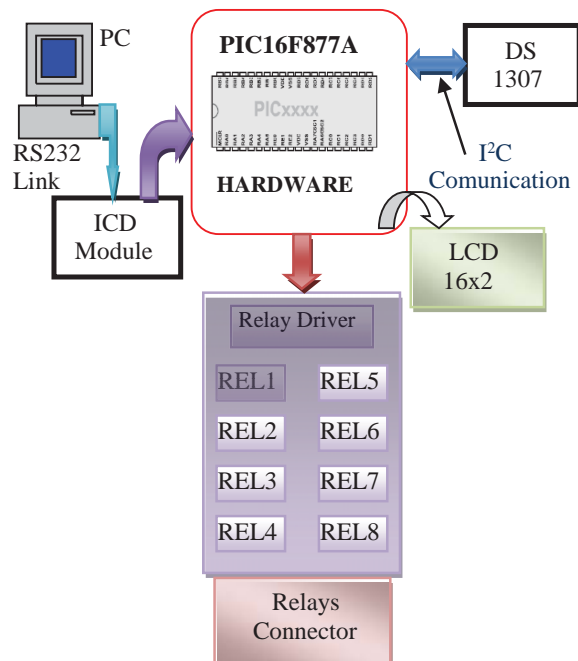 PC
PIC16F877A
PICxxxx
HARDWARE
DS
1307
I²C
Comunication
RS232
Link
ICD
Module
LCD
16x2
Relay Driver
REL1
REL5
REL2
REL6
REL3
REL7
REL4
REL8
Relays
Connector